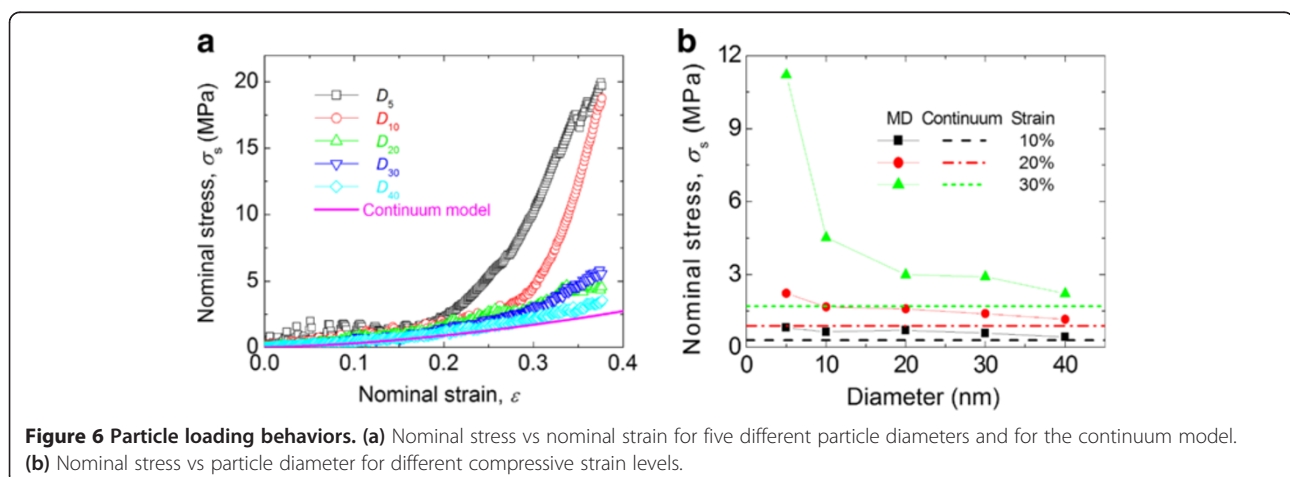 a
20
15
10
5
0
0.0 0.1 0.2 0.3 0.4
Nominal stress, σs (MPa)
Nominal strain, ε
D5
D10
D20
D30
D40
Continuum model
b
12
9
6
3
0
0 10 20 30 40
Nominal stress, σs (MPa)
Diameter (nm)
MD Continuum Strain
10%
20%
30%
Figure 6 Particle loading behaviors. (a) Nominal stress vs nominal strain for five different particle diameters and for the continuum model.
(b) Nominal stress vs particle diameter for different compressive strain levels.